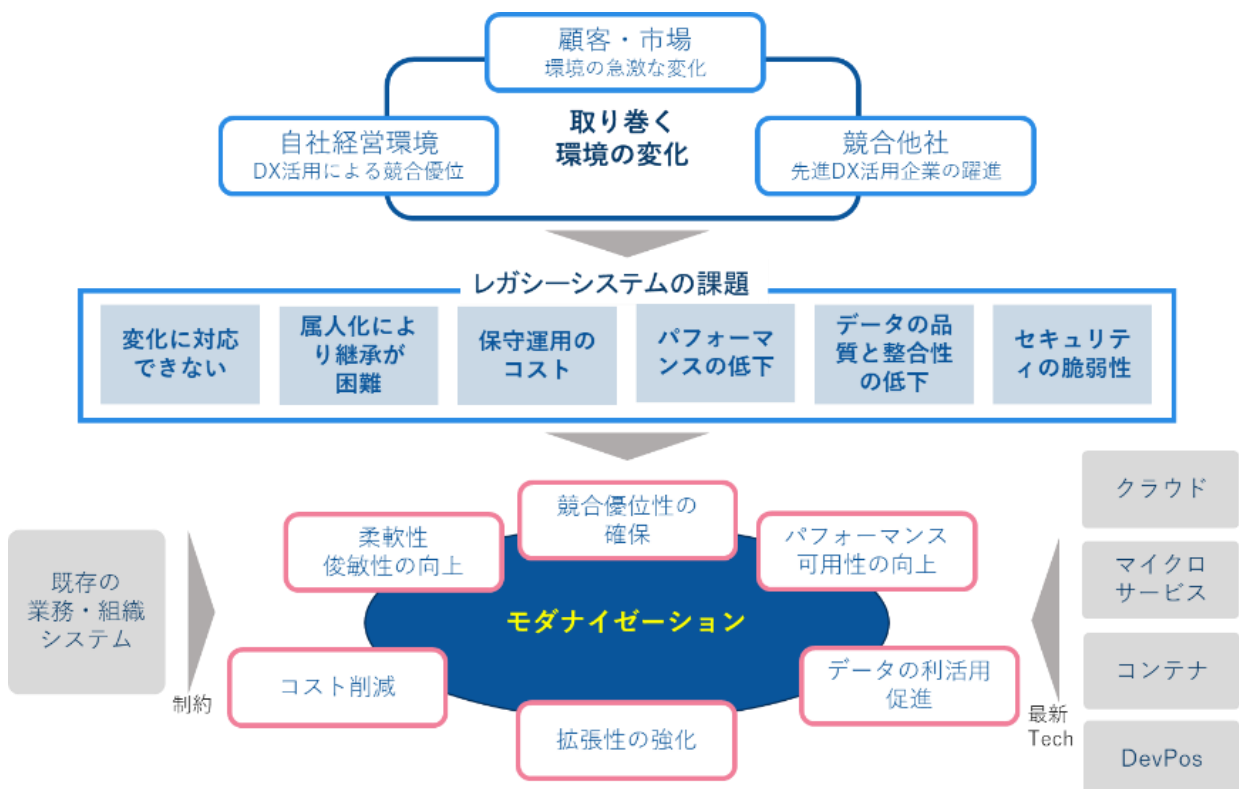 顧客・市場
環境の急激な変化
取り巻く
環境の変化
自社経営環境
DX活用による競合優位
競合他社
先進DX活用企業の躍進
レガシーシステムの課題
変化に対応
できない
属人化によ
り継承が
困難
保守運用の
コスト
パフォーマ
ンスの低下
データの品
質と整合性
の低下
セキュリテ
ィの脆弱性
既存の
業務・組織
システム
制約
競合優位性の
確保
柔軟性
俊敏性の向上
パフォーマンス
可用性の向上
モダナイゼーション
コスト削減
データの利活用
促進
拡張性の強化
最新
Tech
クラウド
マイクロ
サービス
コンテナ
DevPos